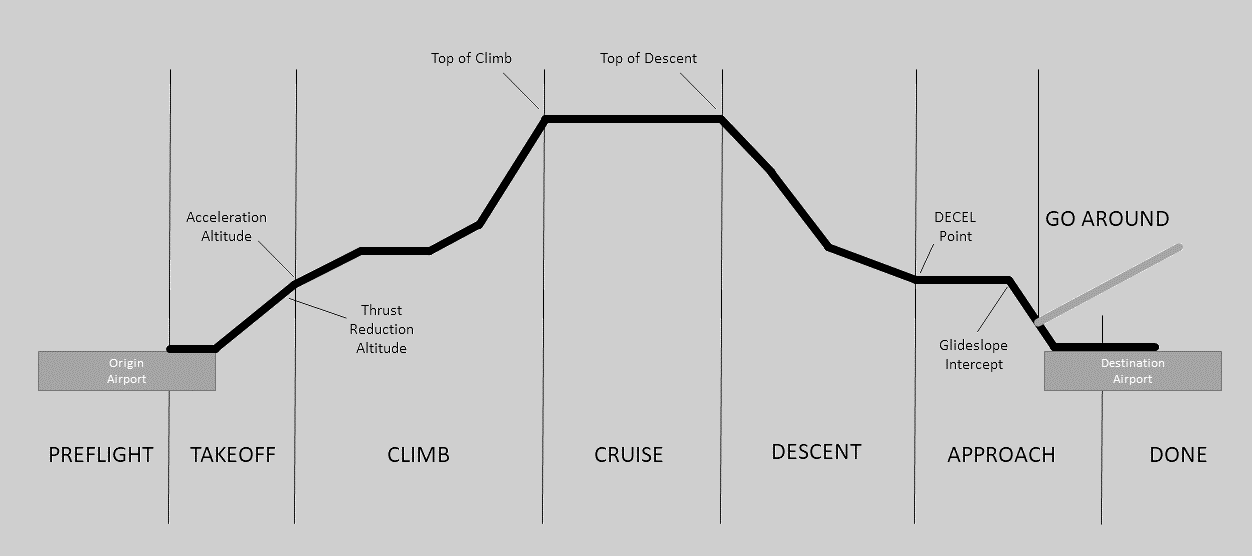 Top of Climb
Top of Descent
Acceleration
Altitude
DECEL
Point
GO AROUND
Thrust
Reduction
Altitude
Glideslope
Intercept
Origin
Airport
Destination
Airport
PREFLIGHT
TAKEOFF
CLIMB
CRUISE
DESCENT
APPROACH
DONE